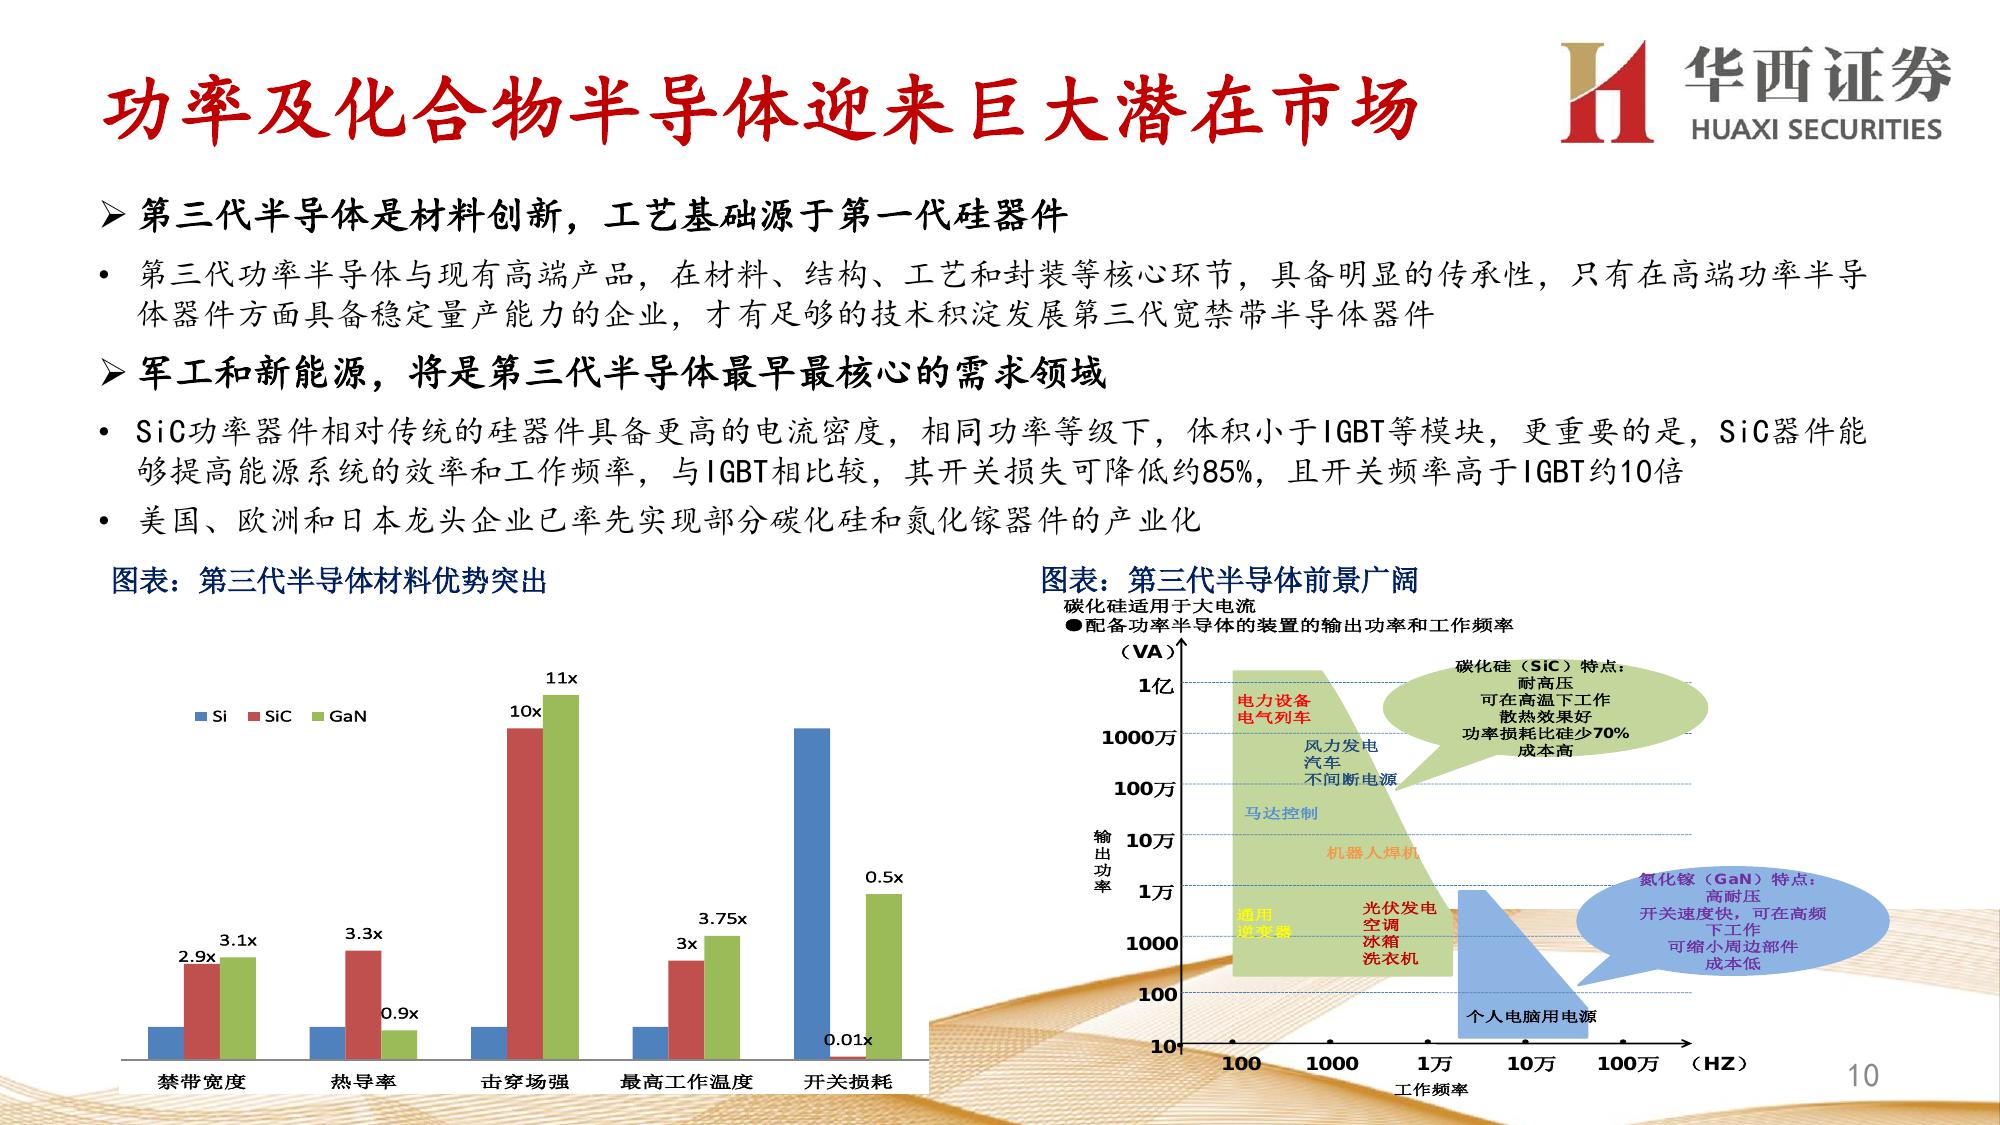 功率及化合物半导体迎来巨大潜在市场
华西证券
HUAXI SECURITIES
➢ 第三代半导体是材料创新，工艺基础源于第一代硅器件
• 第三代功率半导体与现有高端产品，在材料、结构、工艺和封装等核心环节，具备明显的传承性，只有在高端功率半导
体器件方面具备稳定量产能力的企业，才有足够的技术积淀发展第三代宽禁带半导体器件
➢ 军工和新能源，将是第三代半导体最早最核心的需求领域
• SiC功率器件相对传统的硅器件具备更高的电流密度，相同功率等级下，体积小于IGBT等模块，更重要的是，SiC器件能
够提高能源系统的效率和工作频率，与IGBT相比较，其开关损失可降低约85%，且开关频率高于IGBT约10倍
• 美国、欧洲和日本龙头企业已率先实现部分碳化硅和氮化镓器件的产业化
图表：第三代半导体材料优势突出
Si SiC GaN
2.9x
3.1x
3.3x
0.9x
10x
11x
3x
3.75x
0.01x
0.5x
禁带宽度 热导率 击穿场强 最高工作温度 开关损耗
图表：第三代半导体前景广阔
碳化硅适用于大电流
●配备功率半导体的装置的输出功率和工作频率
（VA）
1亿
1000万
100万
10万
1万
1000
100
10
输出功率
电力设备
电气列车
风力发电
汽车
不间断电源
马达控制
机器人焊机
通用
逆变器
光伏发电
空调
冰箱
洗衣机
个人电脑用电源
碳化硅（SiC）特点：
耐高压
可在高温下工作
散热效果好
功率损耗比硅少70%
成本高
氮化镓（GaN）特点：
高耐压
开关速度快，可在高频
下工作
可缩小周边部件
成本低
100 1000 1万 10万 100万 （HZ）
工作频率
10